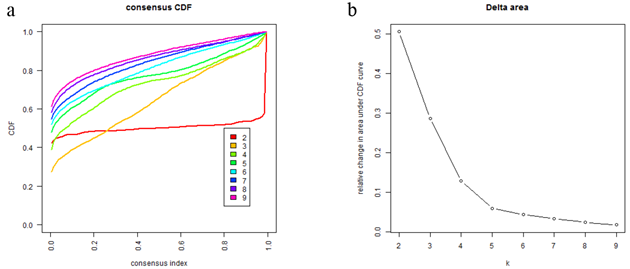 a
consensus CDF
CDF
1.0
0.8
0.6
0.4
0.2
0.0
2
3
4
5
6
7
8
9
0.0 0.2 0.4 0.6 0.8 1.0
consensus index
b
Delta area
relative change in area under CDF curve
0.5
0.4
0.3
0.2
0.1
0.0
2 3 4 5 6 7 8 9
k